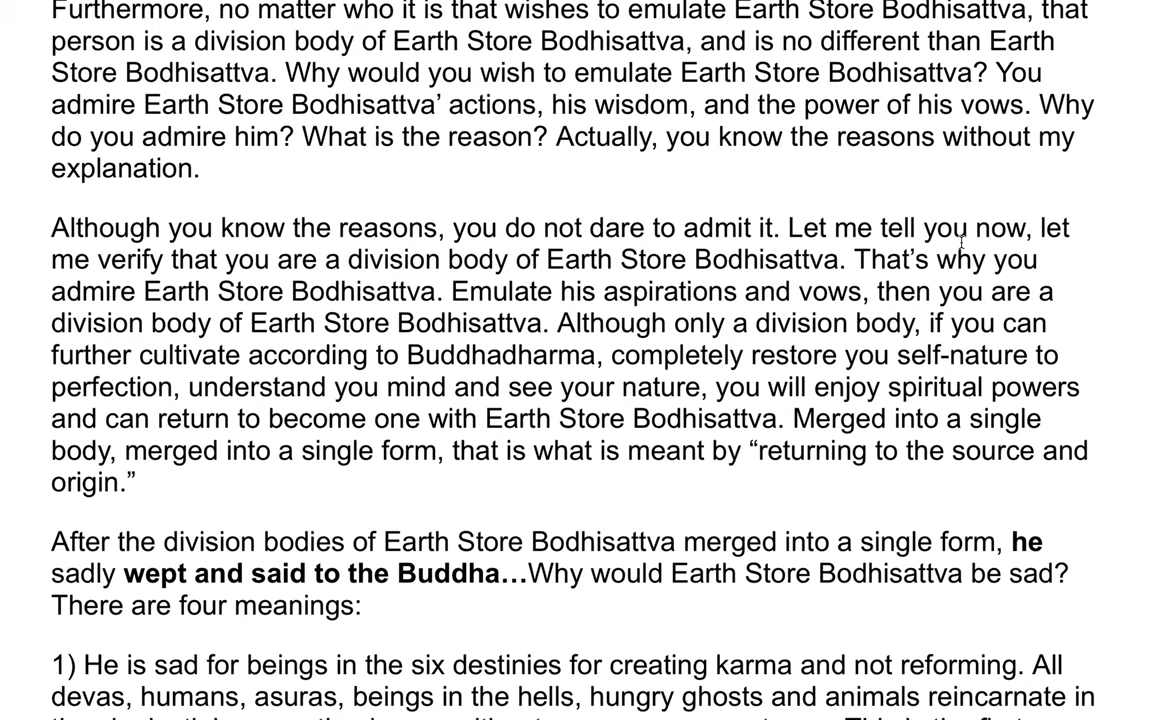 Furthermore, no matter who it is that wishes to emulate Earth Store Bodhisattva, that
person is a division body of Earth Store Bodhisattva, and is no different than Earth
Store Bodhisattva. Why would you wish to emulate Earth Store Bodhisattva? You
admire Earth Store Bodhisattva’ actions, his wisdom, and the power of his vows. Why
do you admire him? What is the reason? Actually, you know the reasons without my
explanation.
Although you know the reasons, you do not dare to admit it. Let me tell you now, let
me verify that you are a division body of Earth Store Bodhisattva. That’s why you
admire Earth Store Bodhisattva. Emulate his aspirations and vows, then you are a
division body of Earth Store Bodhisattva. Although only a division body, if you can
further cultivate according to Buddhadharma, completely restore you self-nature to
perfection, understand you mind and see your nature, you will enjoy spiritual powers
and can return to become one with Earth Store Bodhisattva. Merged into a single
body, merged into a single form, that is what is meant by “returning to the source and
origin.”
After the division bodies of Earth Store Bodhisattva merged into a single form, he
sadly wept and said to the Buddha…Why would Earth Store Bodhisattva be sad?
There are four meanings:
1) He is sad for beings in the six destinies for creating karma and not reforming. All
devas, humans, asuras, beings in the hells, hungry ghosts and animals reincarnate in